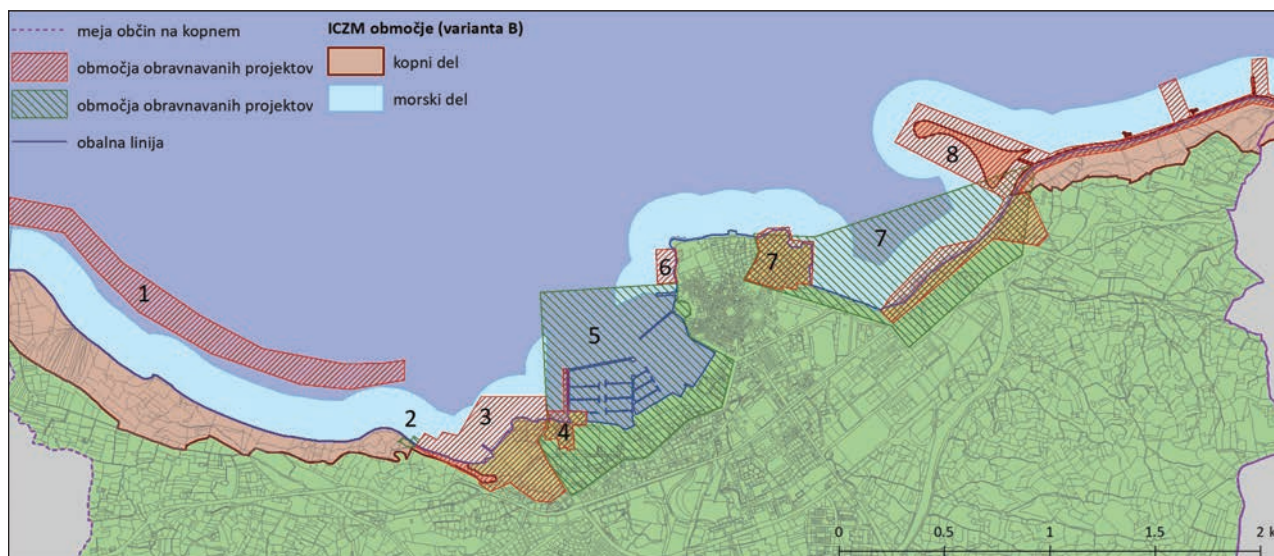 meja občin na kopnem
območja obravnavanih projektov
območja obravnavanih projektov
obalna linija
ICZM območje (varianta B)
kopni del
morski del
1
2
3
4
5
6
7
7
8
0 0.5 1 1.5 2 k